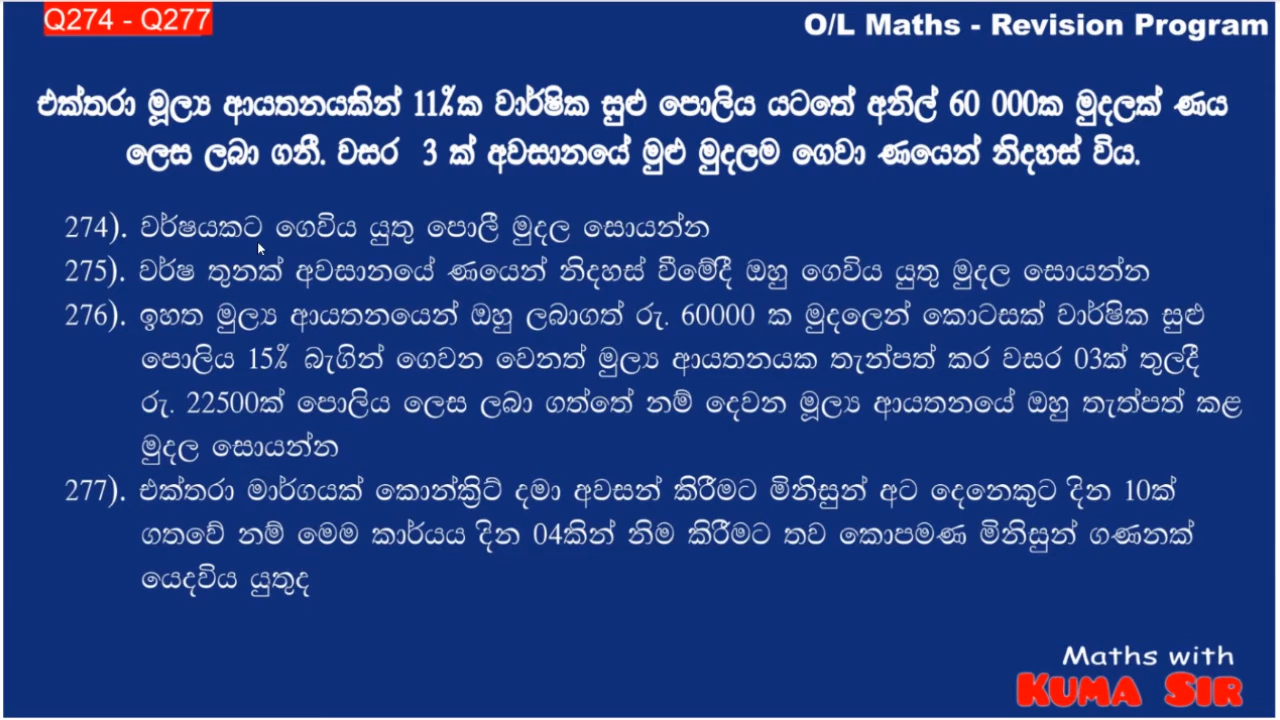 Q274 - Q277
O/L Maths - Revision Program
එක්තරා මූල්‍ය ආයතනයකින් 11%ක වාර්ෂික සුළු පොලිය යටතේ අනිල් 60 000ක මුදලක් ණය
ලෙස ලබා ගනී. වසර 3 ක් අවසානයේ මුළු මුදලම ගෙවා ණයෙන් නිදහස් විය.
274). වර්ෂයකට ගෙවිය යුතු පොලී මුදල සොයන්න
275). වර්ෂ තුනක් අවසානයේ ණයෙන් නිදහස් වීමේදී ඔහු ගෙවිය යුතු මුදල සොයන්න
276). ඉහත මුල්‍ය ආයතනයෙන් ඔහු ලබාගත් රු. 60000 ක මුදලෙන් කොටසක් වාර්ෂික සුළු
පොලිය 15% බැගින් ගෙවන වෙනත් මුල්‍ය ආයතනයක තැන්පත් කර වසර 03ක් තුලදී
රු. 22500ක් පොලිය ලෙස ලබා ගත්තේ නම් දෙවන මූල්‍ය ආයතනයේ ඔහු තැත්පත් කළ
මුදල සොයන්න
277). එක්තරා මාර්ගයක් කොන්ක්‍රිට් දමා අවසන් කිරීමට මිනිසුන් අට දෙනෙකුට දින 10ක්
ගතවේ නම් මෙම කාර්යය දින 04කින් නිම කිරීමට තව කොපමණ මිනිසුන් ගණනක්
යෙදවිය යුතුද
Maths with
KUMA SIR